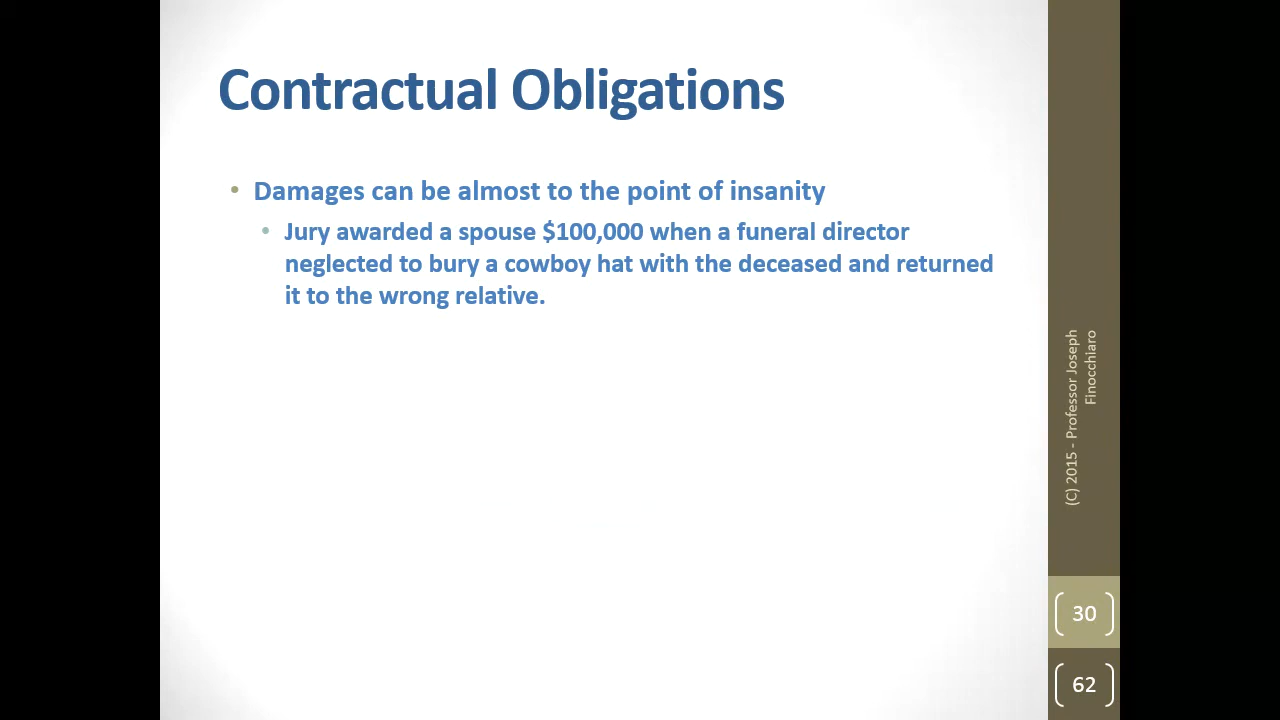 Contractual Obligations
• Damages can be almost to the point of insanity
• Jury awarded a spouse $100,000 when a funeral director
neglected to bury a cowboy hat with the deceased and returned
it to the wrong relative.
(C) 2015 - Professor Joseph
Finocchiaro
30
62